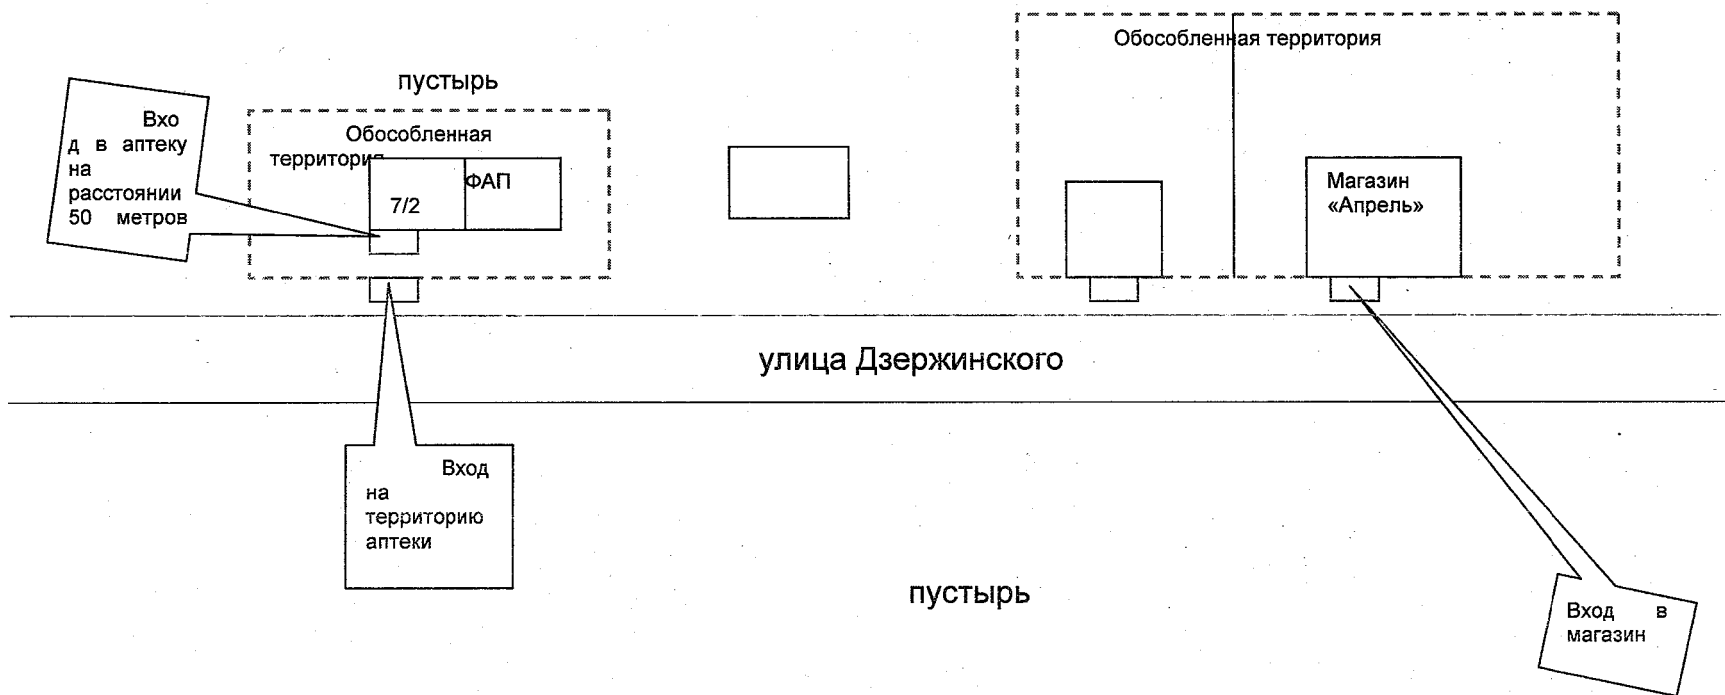 Обособленная территория
пустырь
Вхо
д в аптеку
на
расстоянии
50 метров
Обособленная
территория
ФАП
7/2
Магазин
«Апрель»
улица Дзержинского
Вход
на
территорию
аптеки
пустырь
Вход в
магазин